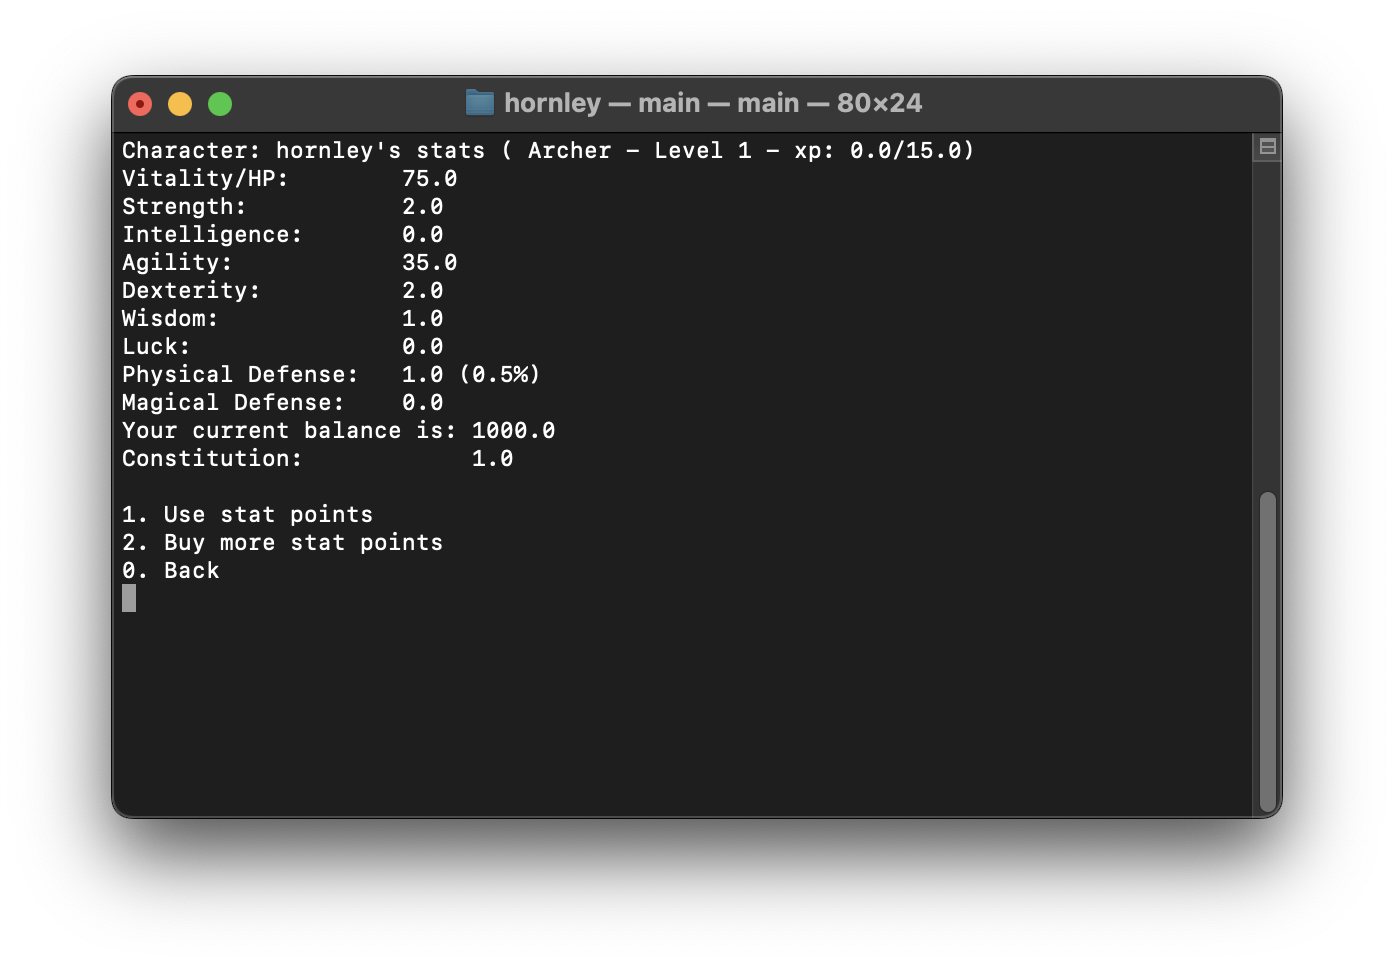 hornley — main — main — 80×24
Character: hornley's stats ( Archer – Level 1 – xp: 0.0/15.0)
Vitality/HP: 75.0
Strength: 2.0
Intelligence: 0.0
Agility: 35.0
Dexterity: 2.0
Wisdom: 1.0
Luck: 0.0
Physical Defense: 1.0 (0.5%)
Magical Defense: 0.0
Your current balance is: 1000.0
Constitution: 1.0
1. Use stat points
2. Buy more stat points
0. Back